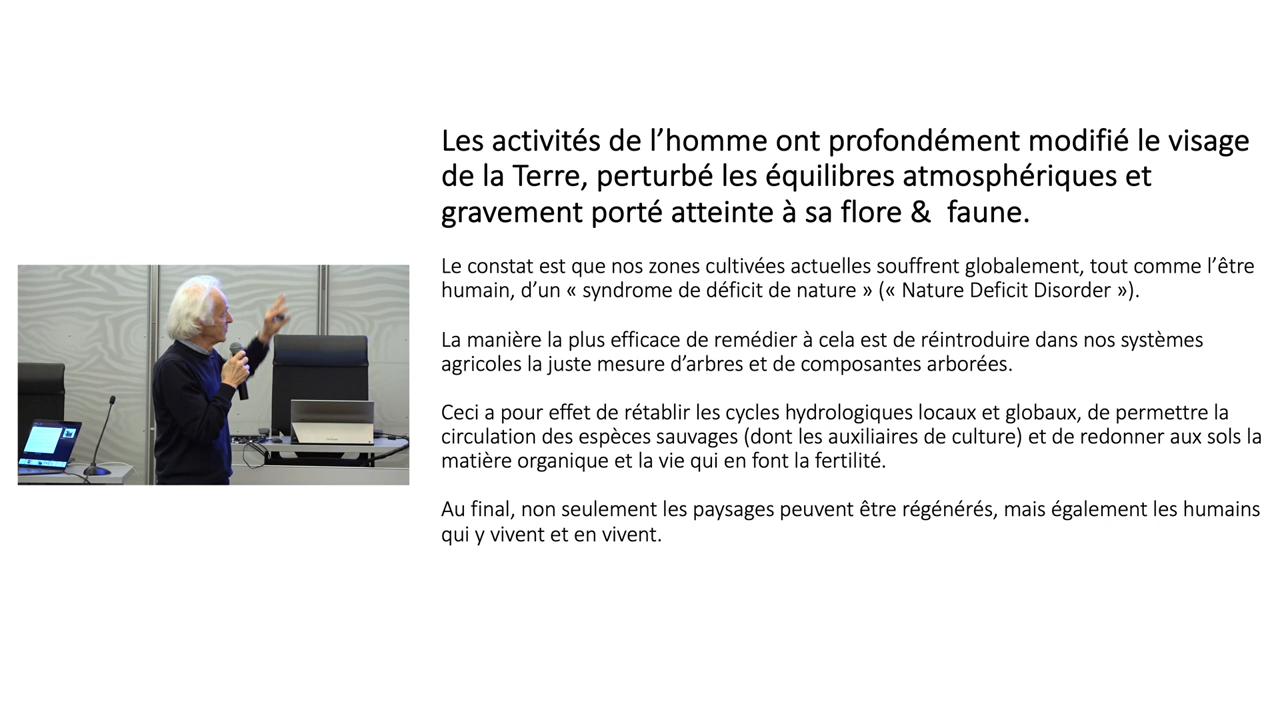 Les activités de l’homme ont profondément modifié le visage
de la Terre, perturbé les équilibres atmosphériques et
gravement porté atteinte à sa flore &  faune.
Le constat est que nos zones cultivées actuelles souffrent globalement, tout comme l’être
humain, d’un « syndrome de déficit de nature » (« Nature Deficit Disorder »).
La manière la plus efficace de remédier à cela est de réintroduire dans nos systèmes
agricoles la juste mesure d’arbres et de composantes arborées.
Ceci a pour effet de rétablir les cycles hydrologiques locaux et globaux, de permettre la
circulation des espèces sauvages (dont les auxiliaires de culture) et de redonner aux sols la
matière organique et la vie qui en font la fertilité.
Au final, non seulement les paysages peuvent être régénérés, mais également les humains
qui y vivent et en vivent.